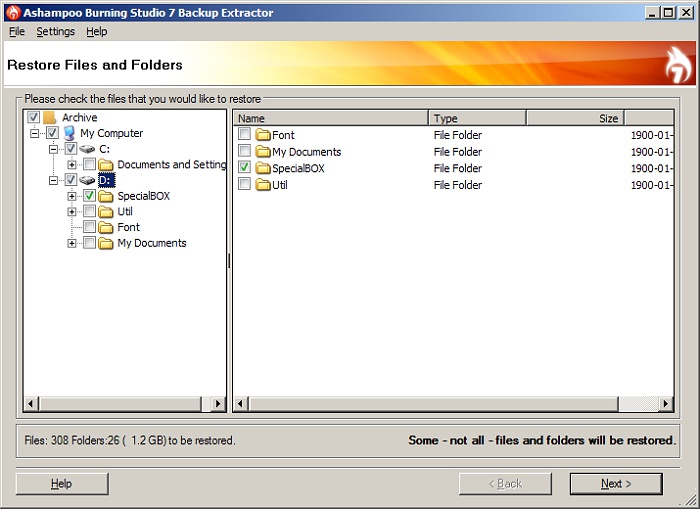 Ashampoo Burning Studio 7 Backup Extractor
File Settings Help
Restore Files and Folders
Please check the files that you would like to restore
Archive
My Computer
C:
Documents and Setting
D:
SpecialBOX
Util
Font
My Documents
Name Type Size
Font File Folder 1900-01-
My Documents File Folder 1900-01-
SpecialBOX File Folder 1900-01-
Util File Folder 1900-01-
Files: 308 Folders:26 ( 1.2 GB) to be restored.
Some - not all - files and folders will be restored.
Help
< Back
Next >